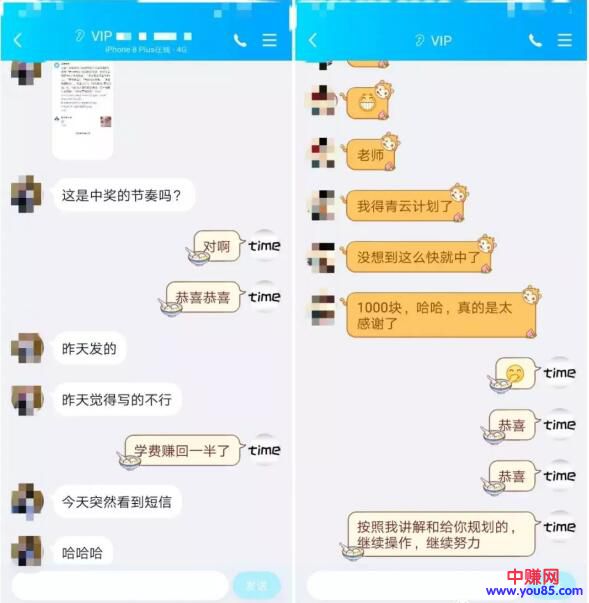 VIP
iPhone 8 Plus在线 · 4G
这是中奖的节奏吗？
对啊
time
恭喜恭喜
time
昨天发的
昨天觉得写的不行
学费赚回一半了
time
今天突然看到短信
哈哈哈
发送
VIP
老师
我得青云计划了
没想到这么快就中了
1000块，哈哈，真的是太
感谢了
time
恭喜
time
恭喜
time
按照我讲解和给你规划的，
继续操作，继续努力
time
中赚网
www.you85.com